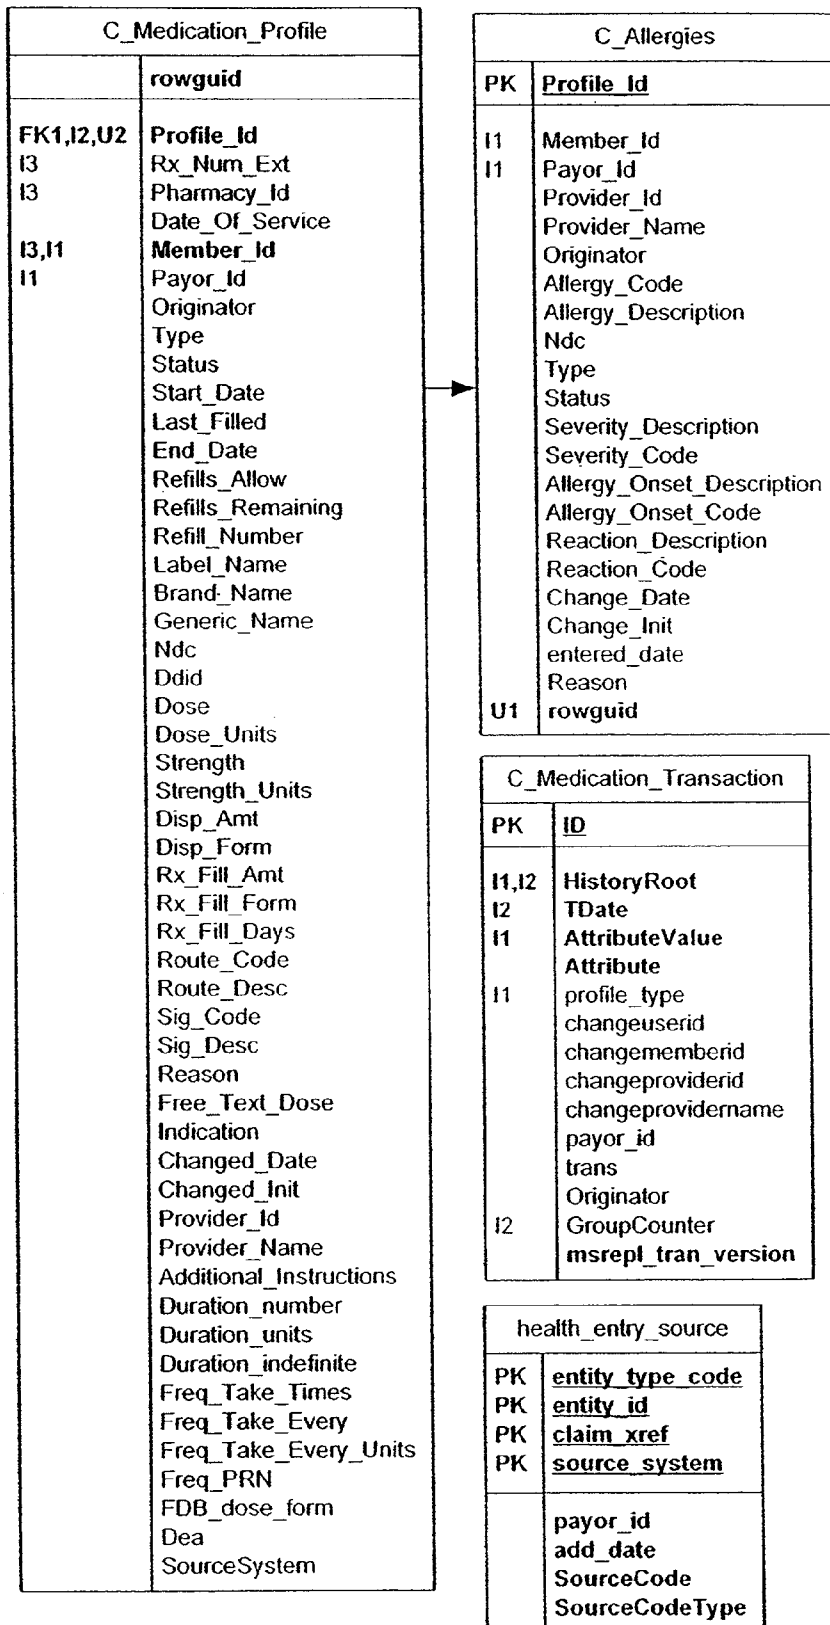 C_Medication_Profile
rowguid
FK1,I2,U2 Profile_Id
I3 Rx_Num_Ext
I3 Pharmacy_Id
Date_Of_Service
I3,I1 Member_Id
I1 Payor_Id
Originator
Type
Status
Start_Date
Last_Filled
End_Date
Refills_Allow
Refills_Remaining
Refill_Number
Label_Name
Brand_Name
Generic_Name
Ndc
Ddid
Dose
Dose_Units
Strength
Strength_Units
Disp_Amt
Disp_Form
Rx_Fill_Amt
Rx_Fill_Form
Rx_Fill_Days
Route_Code
Route_Desc
Sig_Code
Sig_Desc
Reason
Free_Text_Dose
Indication
Changed_Date
Changed_Init
Provider_Id
Provider_Name
Additional_Instructions
Duration_number
Duration_units
Duration_indefinite
Freq_Take_Times
Freq_Take_Every
Freq_Take_Every_Units
Freq_PRN
FDB_dose_form
Dea
SourceSystem
C_Allergies
PK Profile_Id
I1 Member_Id
I1 Payor_Id
Provider_Id
Provider_Name
Originator
Allergy_Code
Allergy_Description
Ndc
Type
Status
Severity_Description
Severity_Code
Allergy_Onset_Description
Allergy_Onset_Code
Reaction_Description
Reaction_Code
Change_Date
Change_Init
entered_date
Reason
U1 rowguid
C_Medication_Transaction
PK ID
I1,I2 HistoryRoot
I2 TDate
I1 AttributeValue
Attribute
I1 profile_type
changeuserid
changememberid
changeproviderid
changeprovidername
payor_id
trans
Originator
I2 GroupCounter
msrepl_tran_version
health_entry_source
PK entity_type_code
PK entity_id
PK claim_xref
PK source_system
payor_id
add_date
SourceCode
SourceCodeType